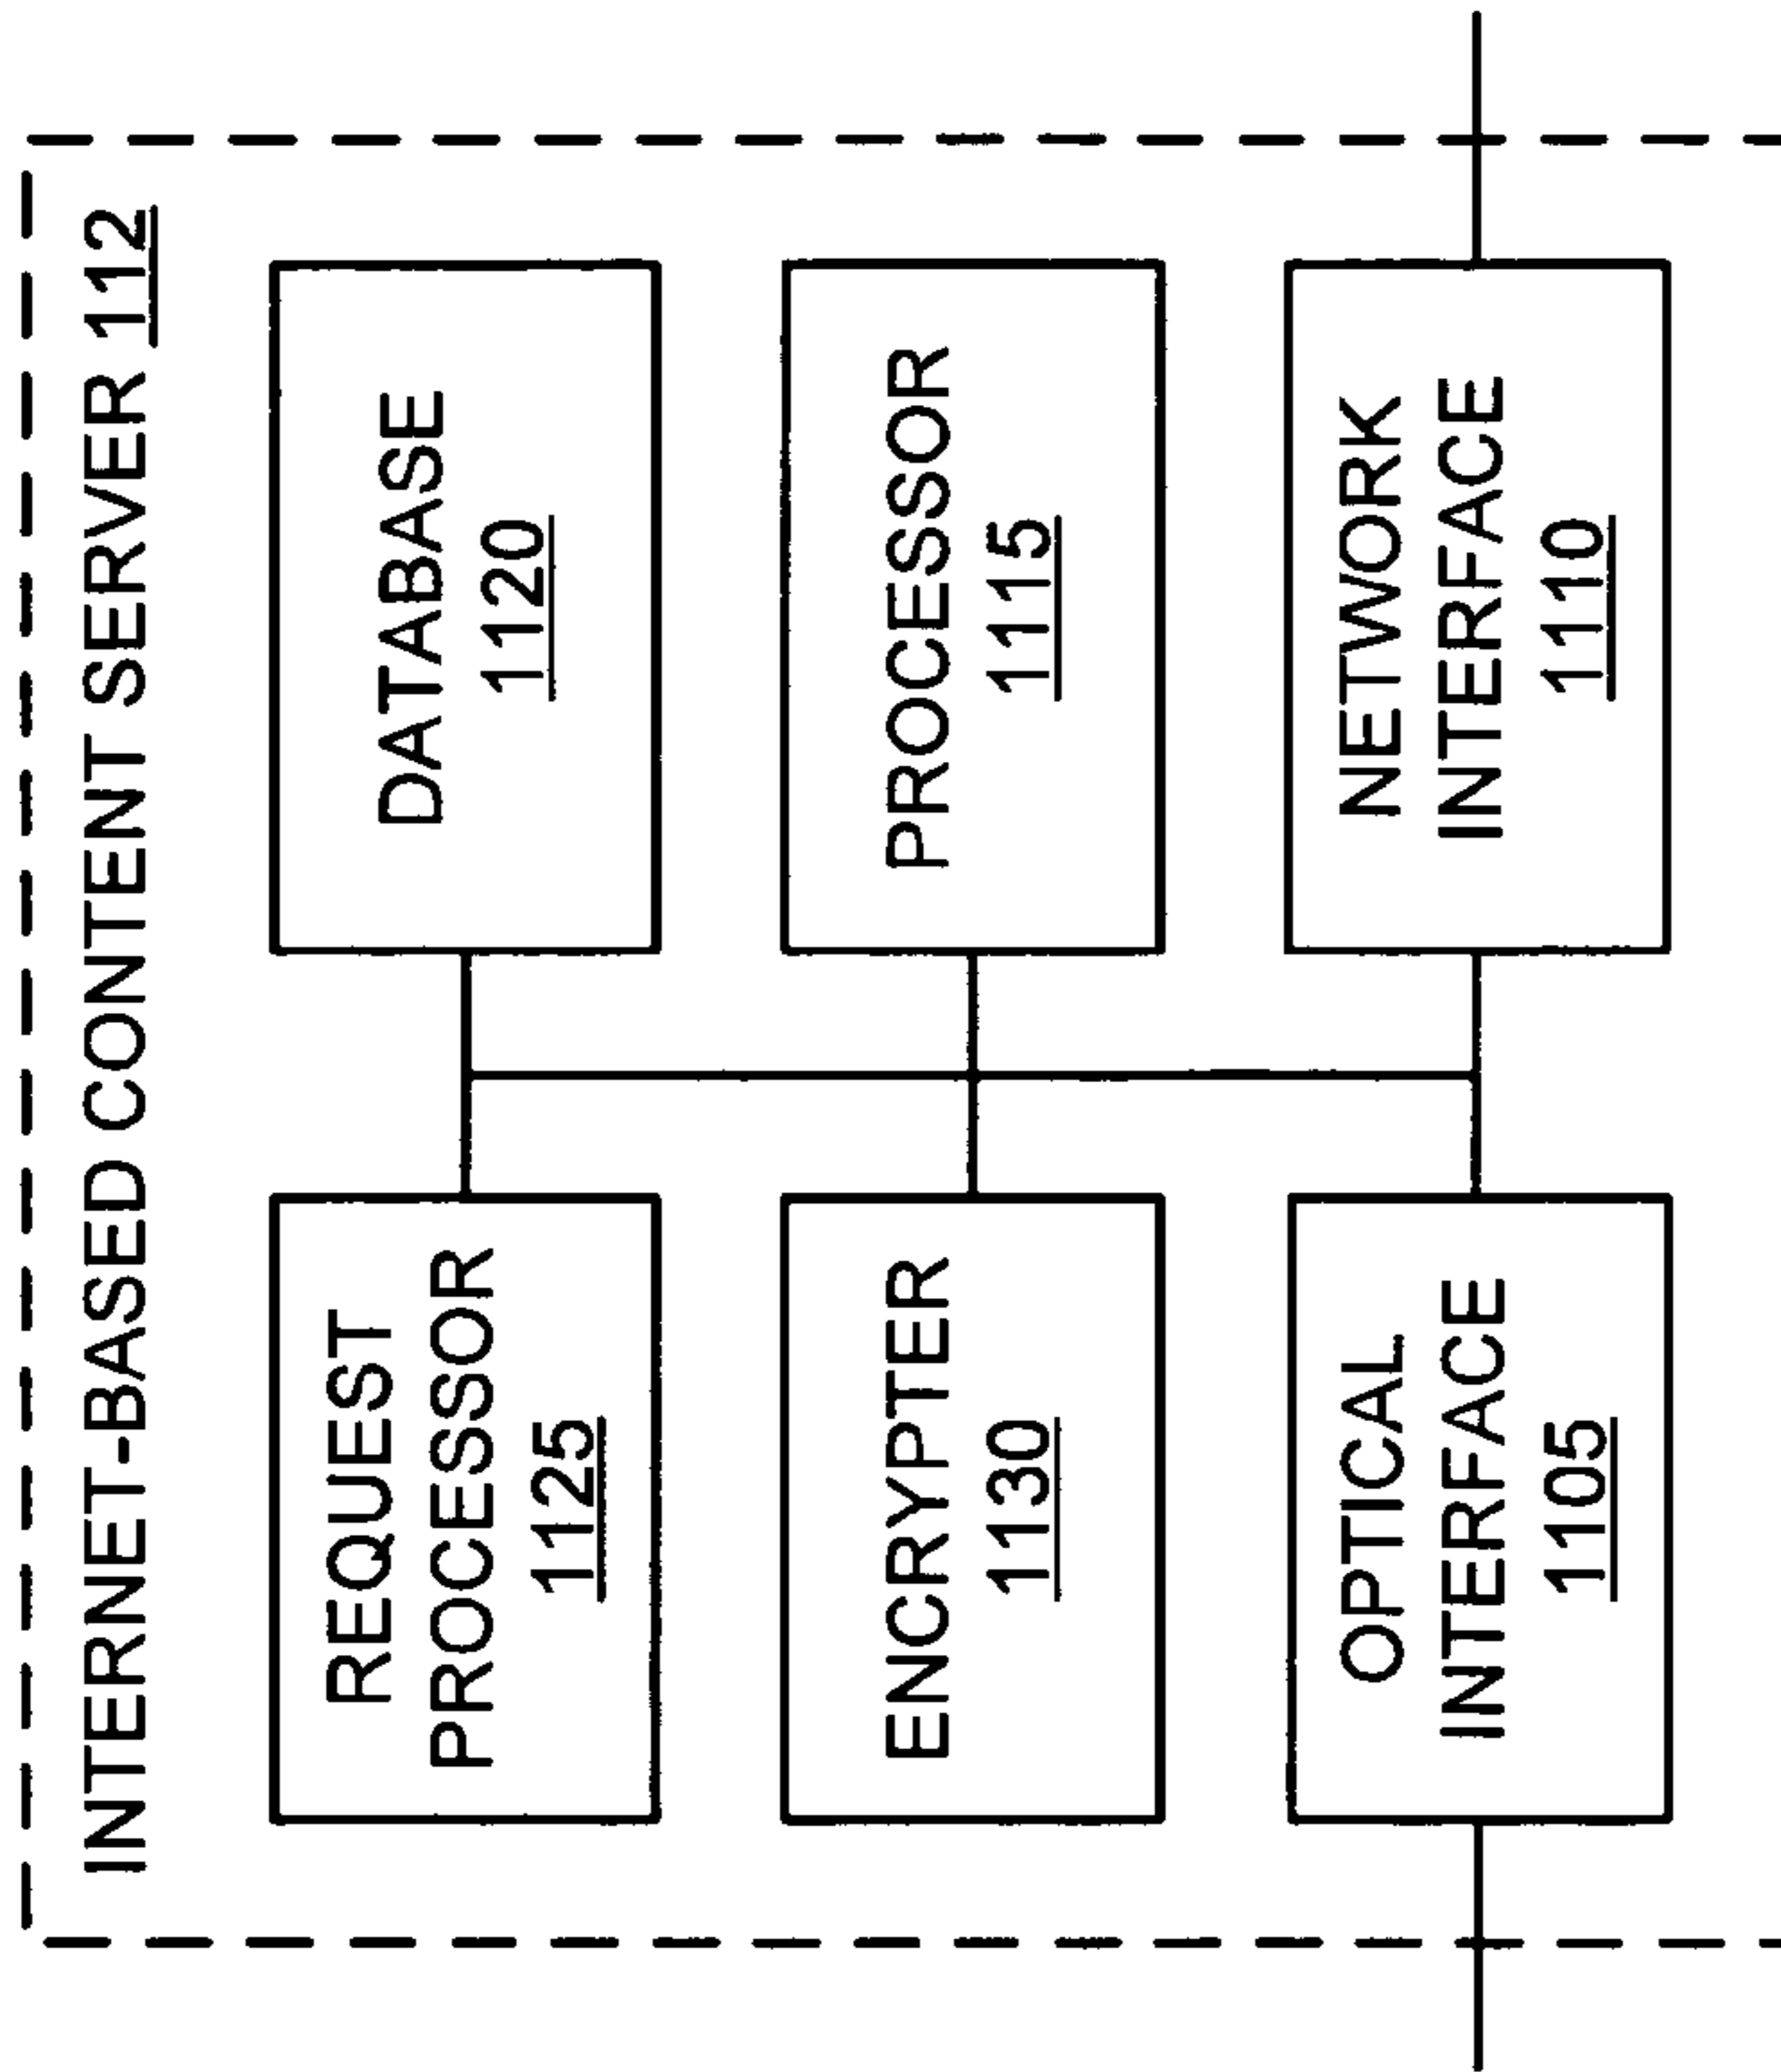 INTERNET-BASED CONTENT SERVER 112
REQUEST
PROCESSOR
1125
DATABASE
1120
ENCRYPTER
1130
PROCESSOR
1115
OPTICAL
INTERFACE
1105
NETWORK
INTERFACE
1110